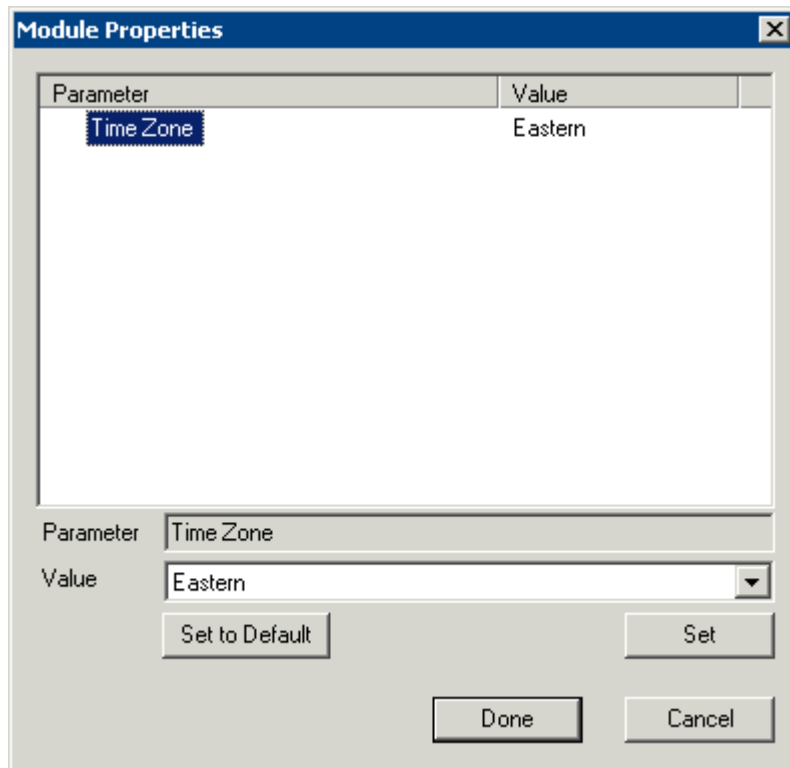 Module Properties
Parameter Value
Time Zone Eastern
Parameter Time Zone
Value Eastern
Set to Default Set
Done Cancel